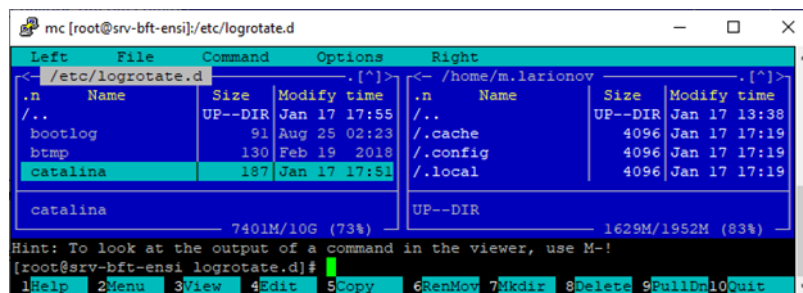 mc [root@srv-bft-ensi]:/etc/logrotate.d
Left File Command Options Right
<- /etc/logrotate.d .[^]> <- /home/m.larionov .[^]>
.n Name Size Modify time .n Name Size Modify time
/.. UP--DIR Jan 17 17:55 /.. UP--DIR Jan 17 13:38
bootlog 91 Aug 25 02:23 /.cache 4096 Jan 17 17:19
btmp 130 Feb 19 2018 /.config 4096 Jan 17 17:19
catalina 187 Jan 17 17:51 /.local 4096 Jan 17 17:19
catalina UP--DIR
7401M/10G (73%) 1629M/1952M (83%)
Hint: To look at the output of a command in the viewer, use M-!
[root@srv-bft-ensi logrotate.d]#
1Help 2Menu 3View 4Edit 5Copy 6RenMov 7Mkdir 8Delete 9PullDn10Quit